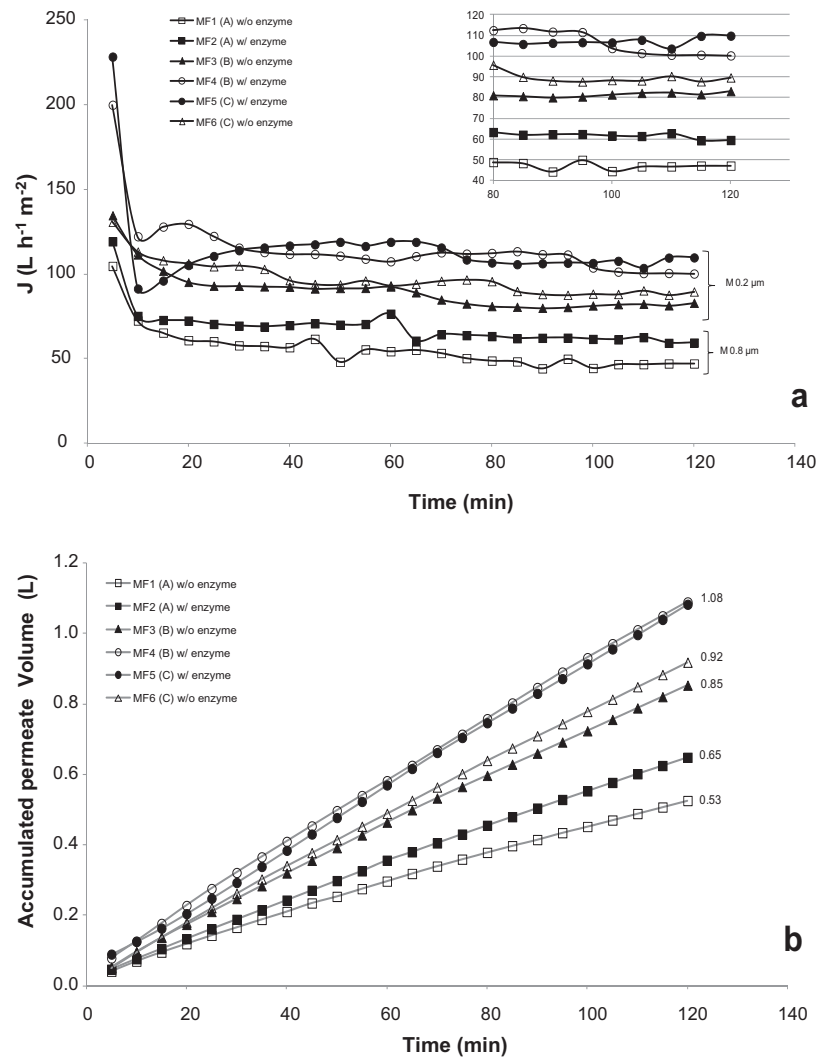 J (L h⁻¹ m⁻²)
250
200
150
100
50
0
MF1 (A) w/o enzyme
MF2 (A) w/ enzyme
MF3 (B) w/o enzyme
MF4 (B) w/ enzyme
MF5 (C) w/ enzyme
MF6 (C) w/o enzyme
120
110
100
90
80
70
60
50
40
80 100 120
M 0.2 µm
M 0.8 µm
a
0 20 40 60 80 100 120 140
Time (min)
Accumulated permeate Volume (L)
1.2
1.0
0.8
0.6
0.4
0.2
0.0
MF1 (A) w/o enzyme
MF2 (A) w/ enzyme
MF3 (B) w/o enzyme
MF4 (B) w/ enzyme
MF5 (C) w/ enzyme
MF6 (C) w/o enzyme
1.08
0.92
0.85
0.65
0.53
b
0 20 40 60 80 100 120 140
Time (min)